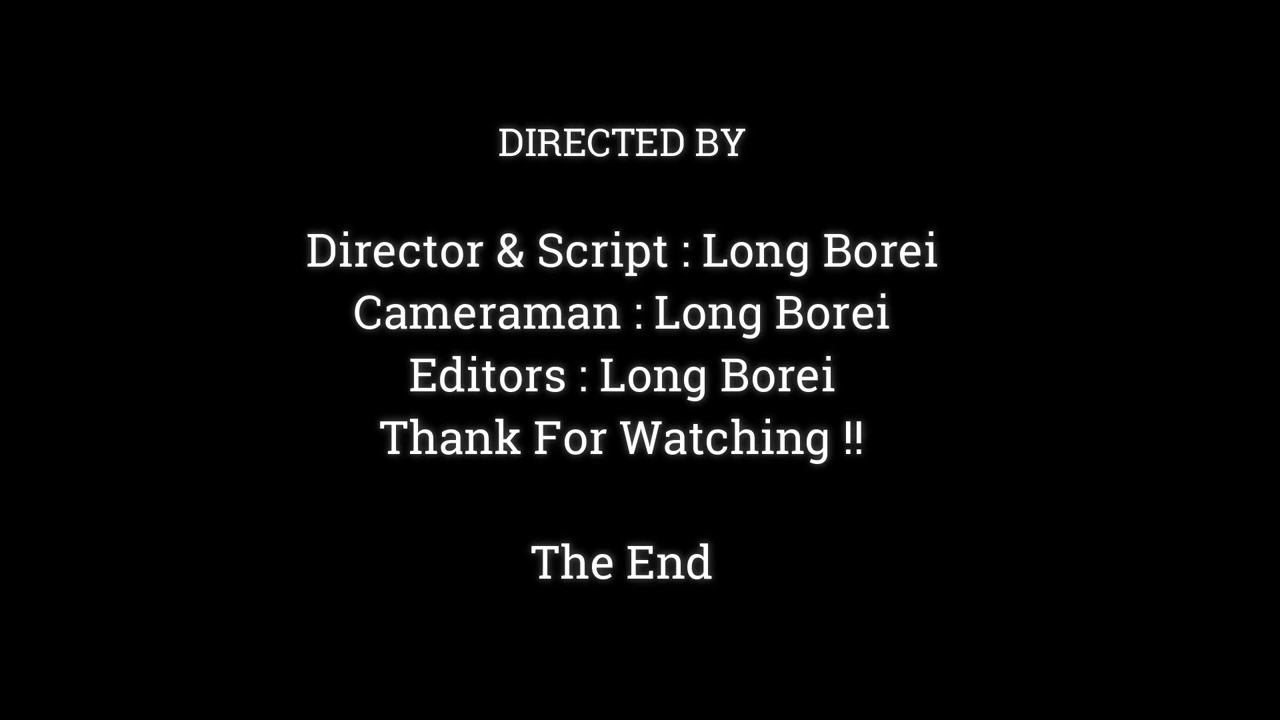 DIRECTED BY
Director & Script : Long Borei
Cameraman : Long Borei
Editors : Long Borei
Thank For Watching !!
The End